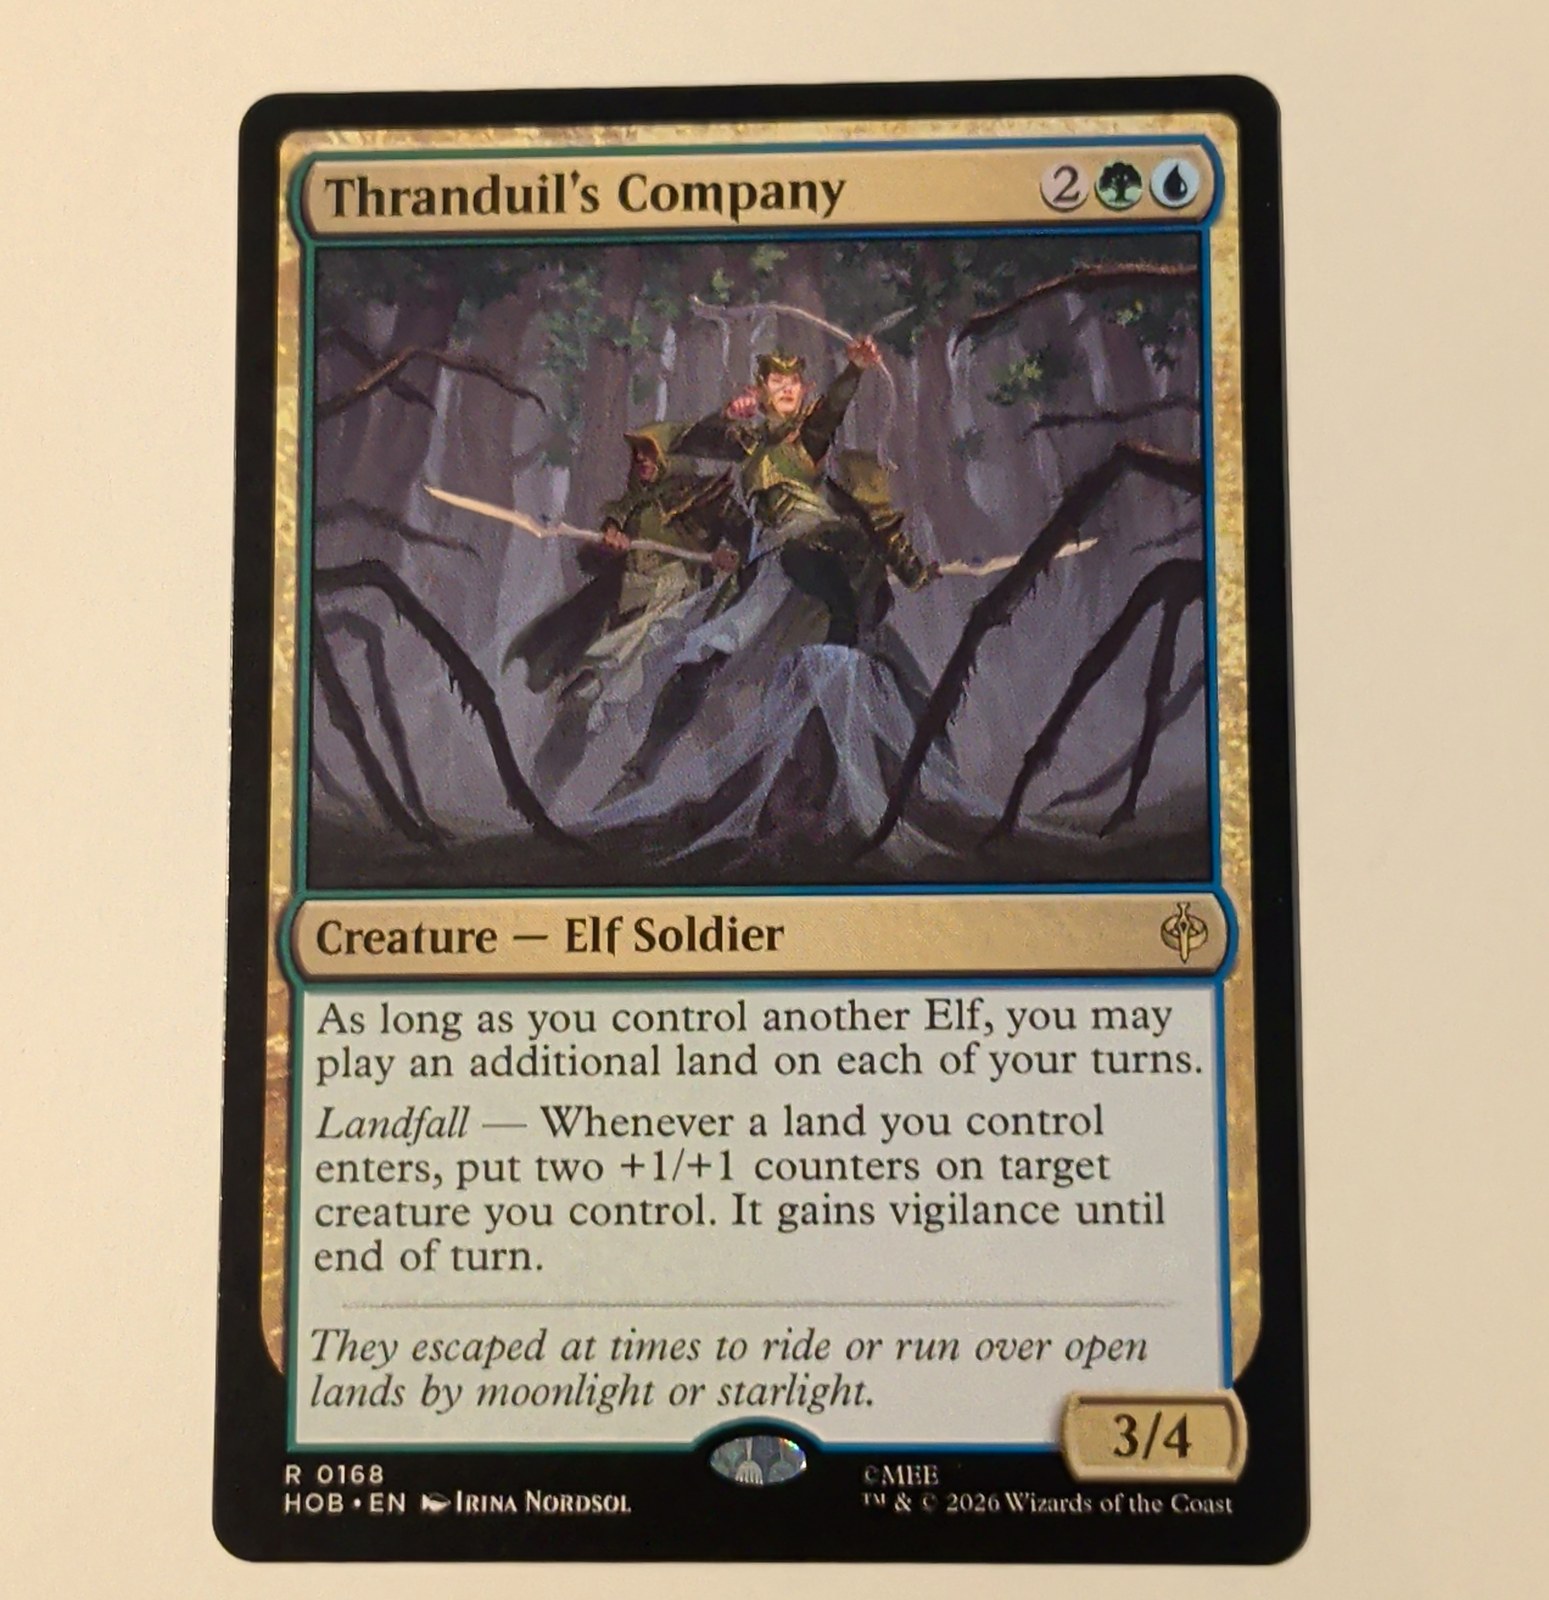 Thranduil's Company 2
Creature — Elf Soldier
As long as you control another Elf, you may
play an additional land on each of your turns.
Landfall — Whenever a land you control
enters, put two +1/+1 counters on target
creature you control. It gains vigilance until
end of turn.
They escaped at times to ride or run over open
lands by moonlight or starlight.
3/4
R 0168
HOB • EN Irina Nordsol
©MEE
™ & © 2026 Wizards of the Coast